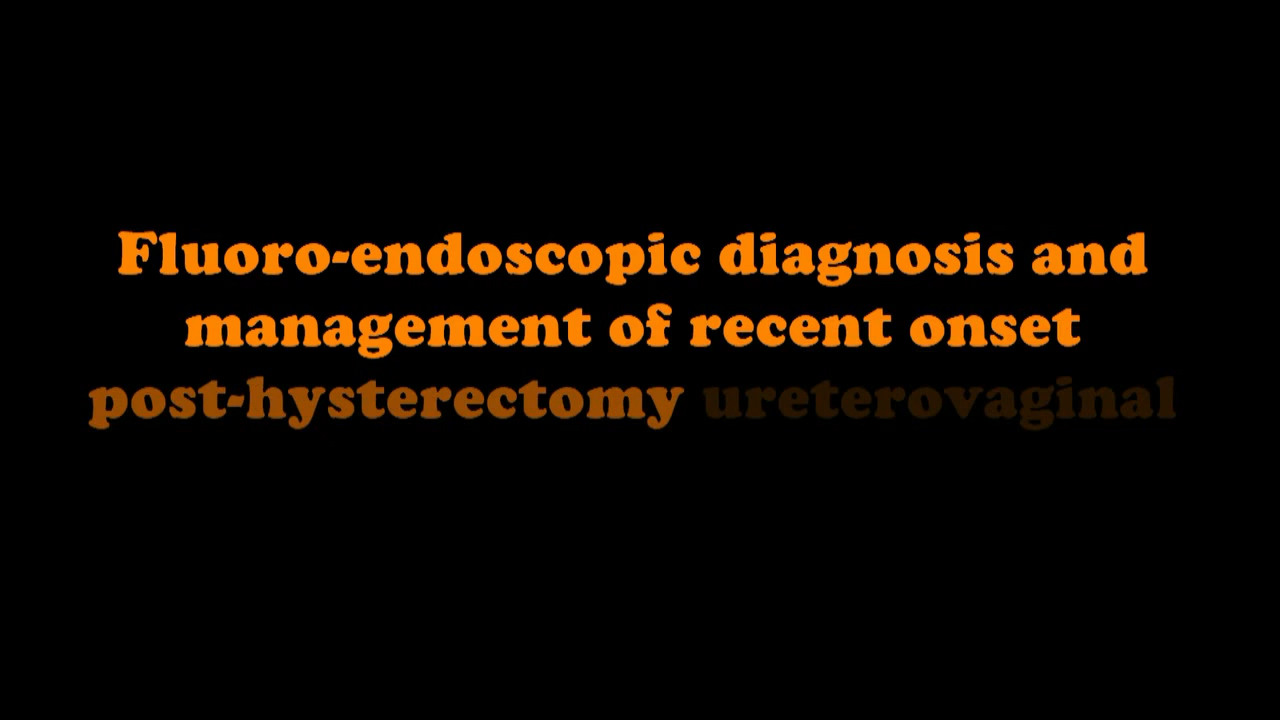 Fluoro-endoscopic diagnosis and
management of recent onset
post-hysterectomy ureterovaginal